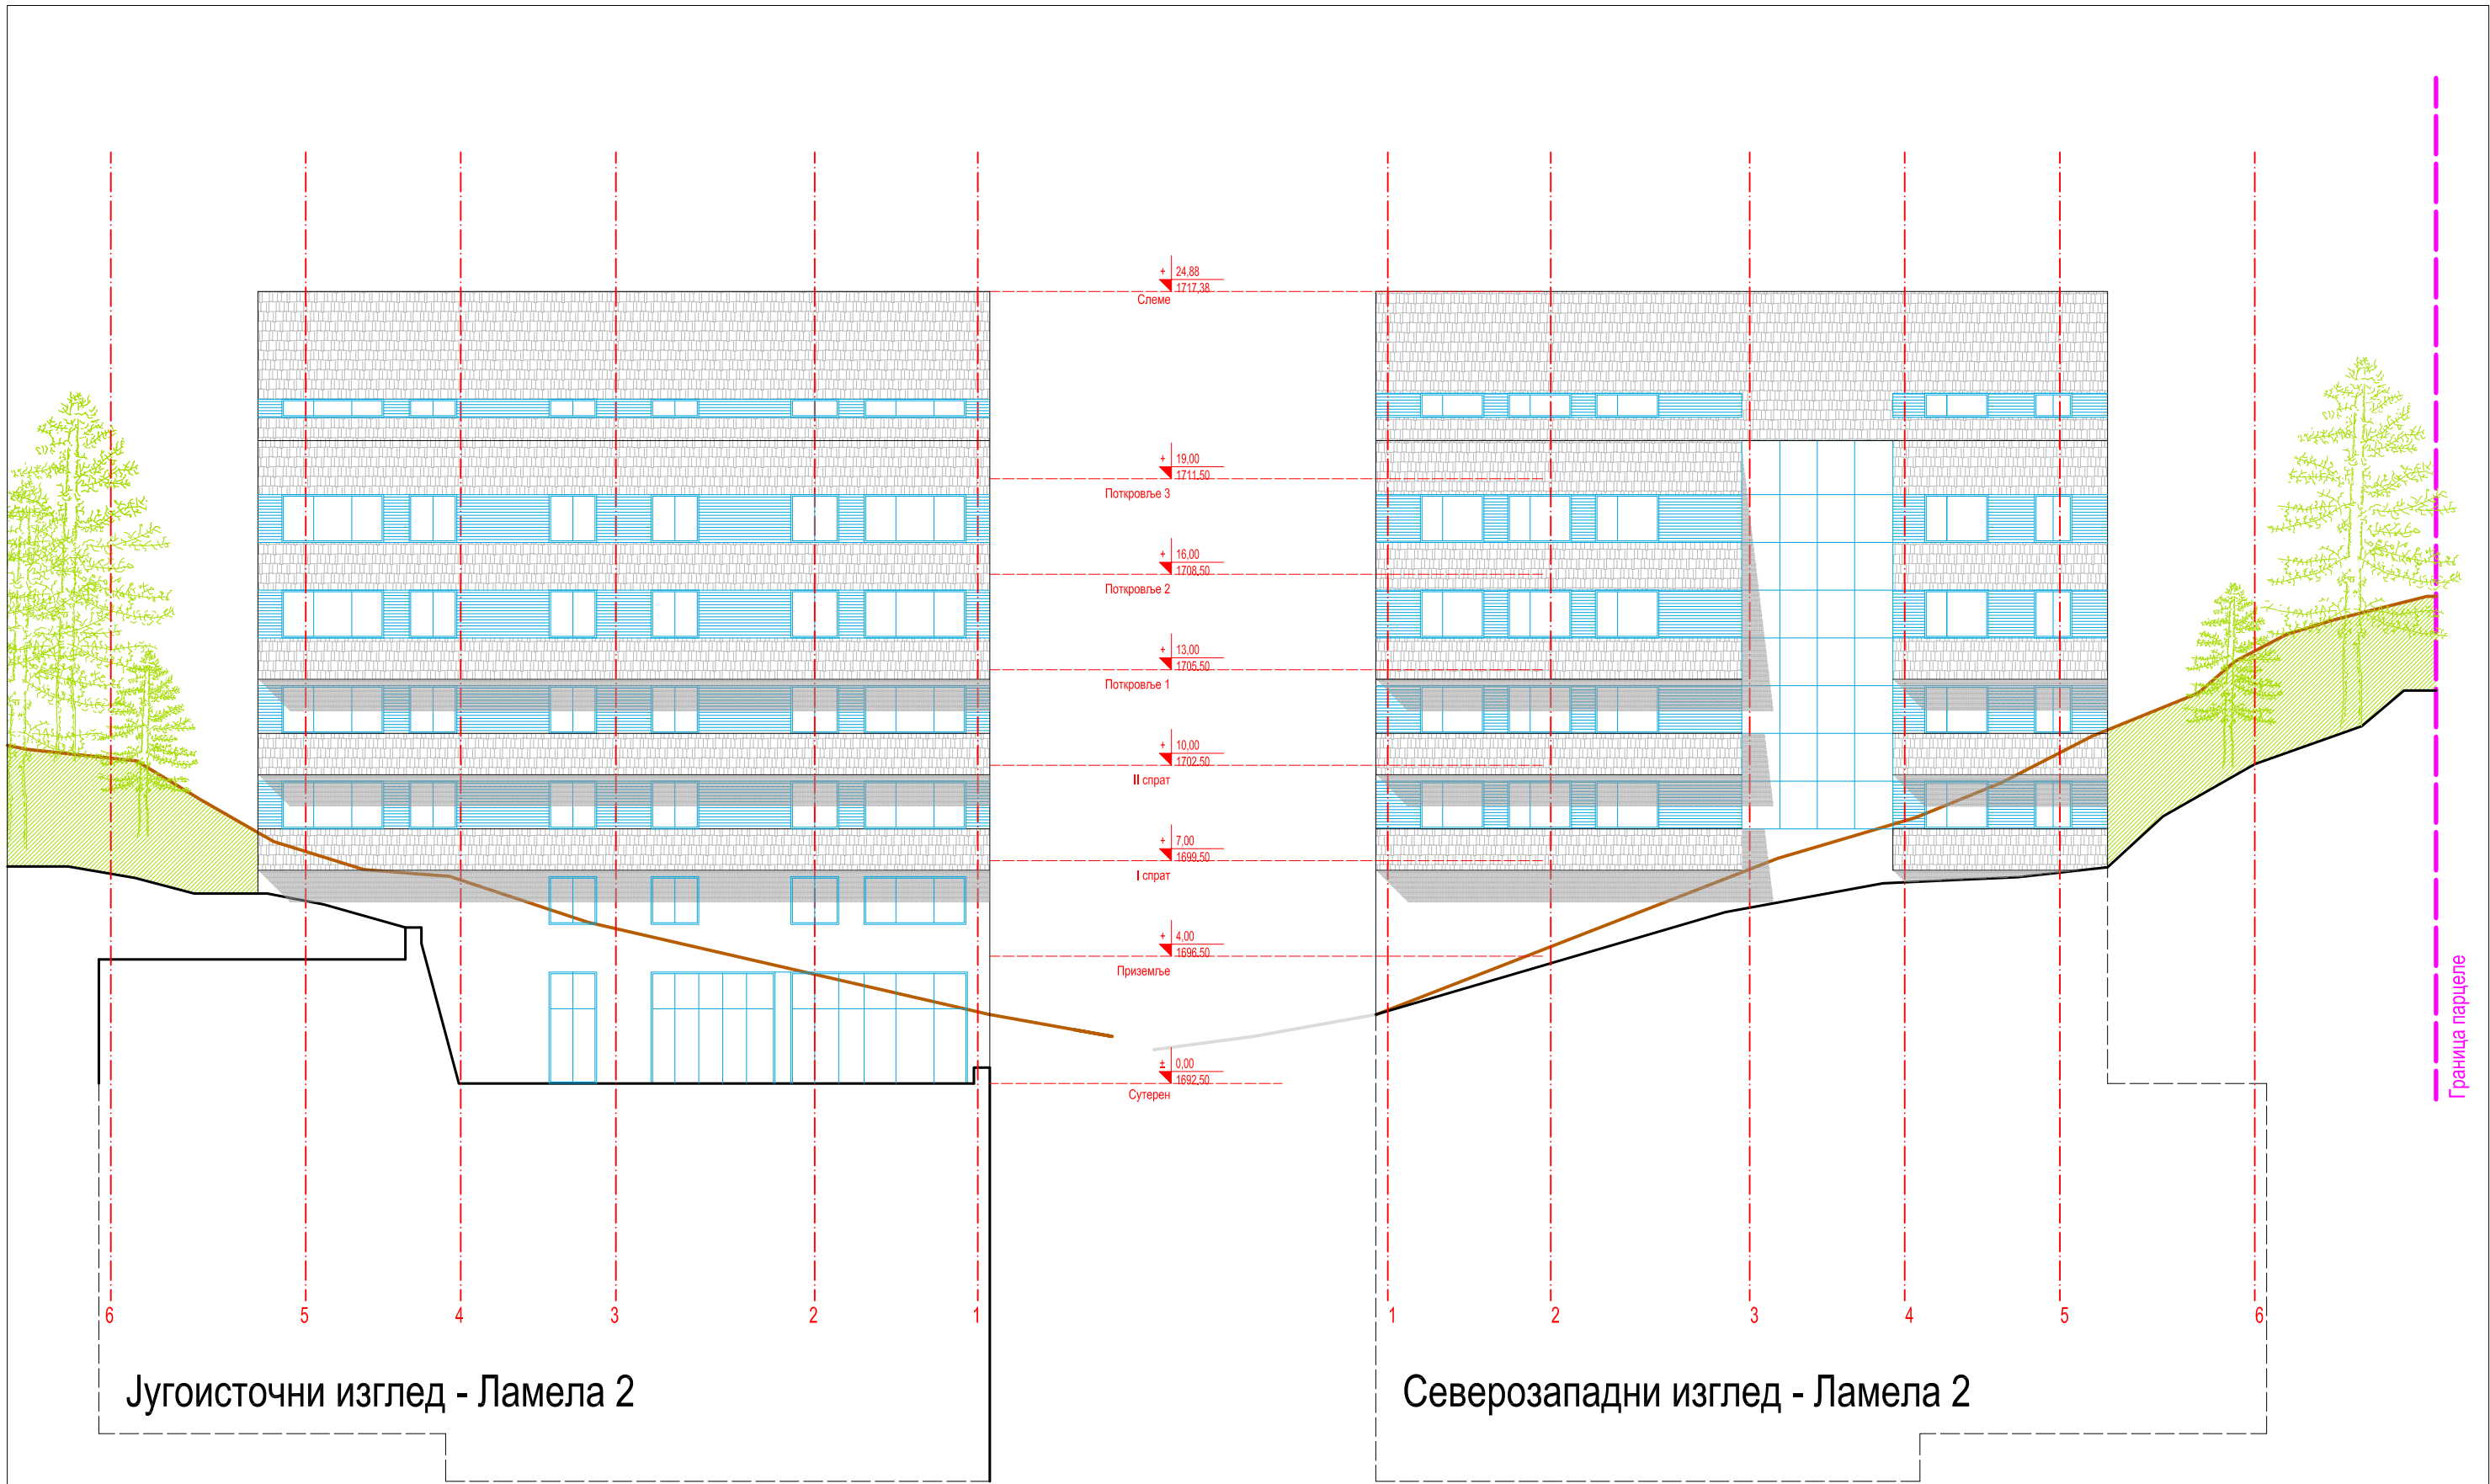 + 24,88
1717,38
Слеме
+ 19,00
1711,50
Поткровље 3
+ 16,00
1708,50
Поткровље 2
+ 13,00
1705,50
Поткровље 1
+ 10,00
1702,50
II спрат
+ 7,00
1699,50
I спрат
+ 4,00
1696,50
Приземље
± 0,00
1692,50
Сутерен
Граница парцеле
6 5 4 3 2 1
1 2 3 4 5 6
Југоисточни изглед - Ламела 2
Северозападни изглед - Ламела 2